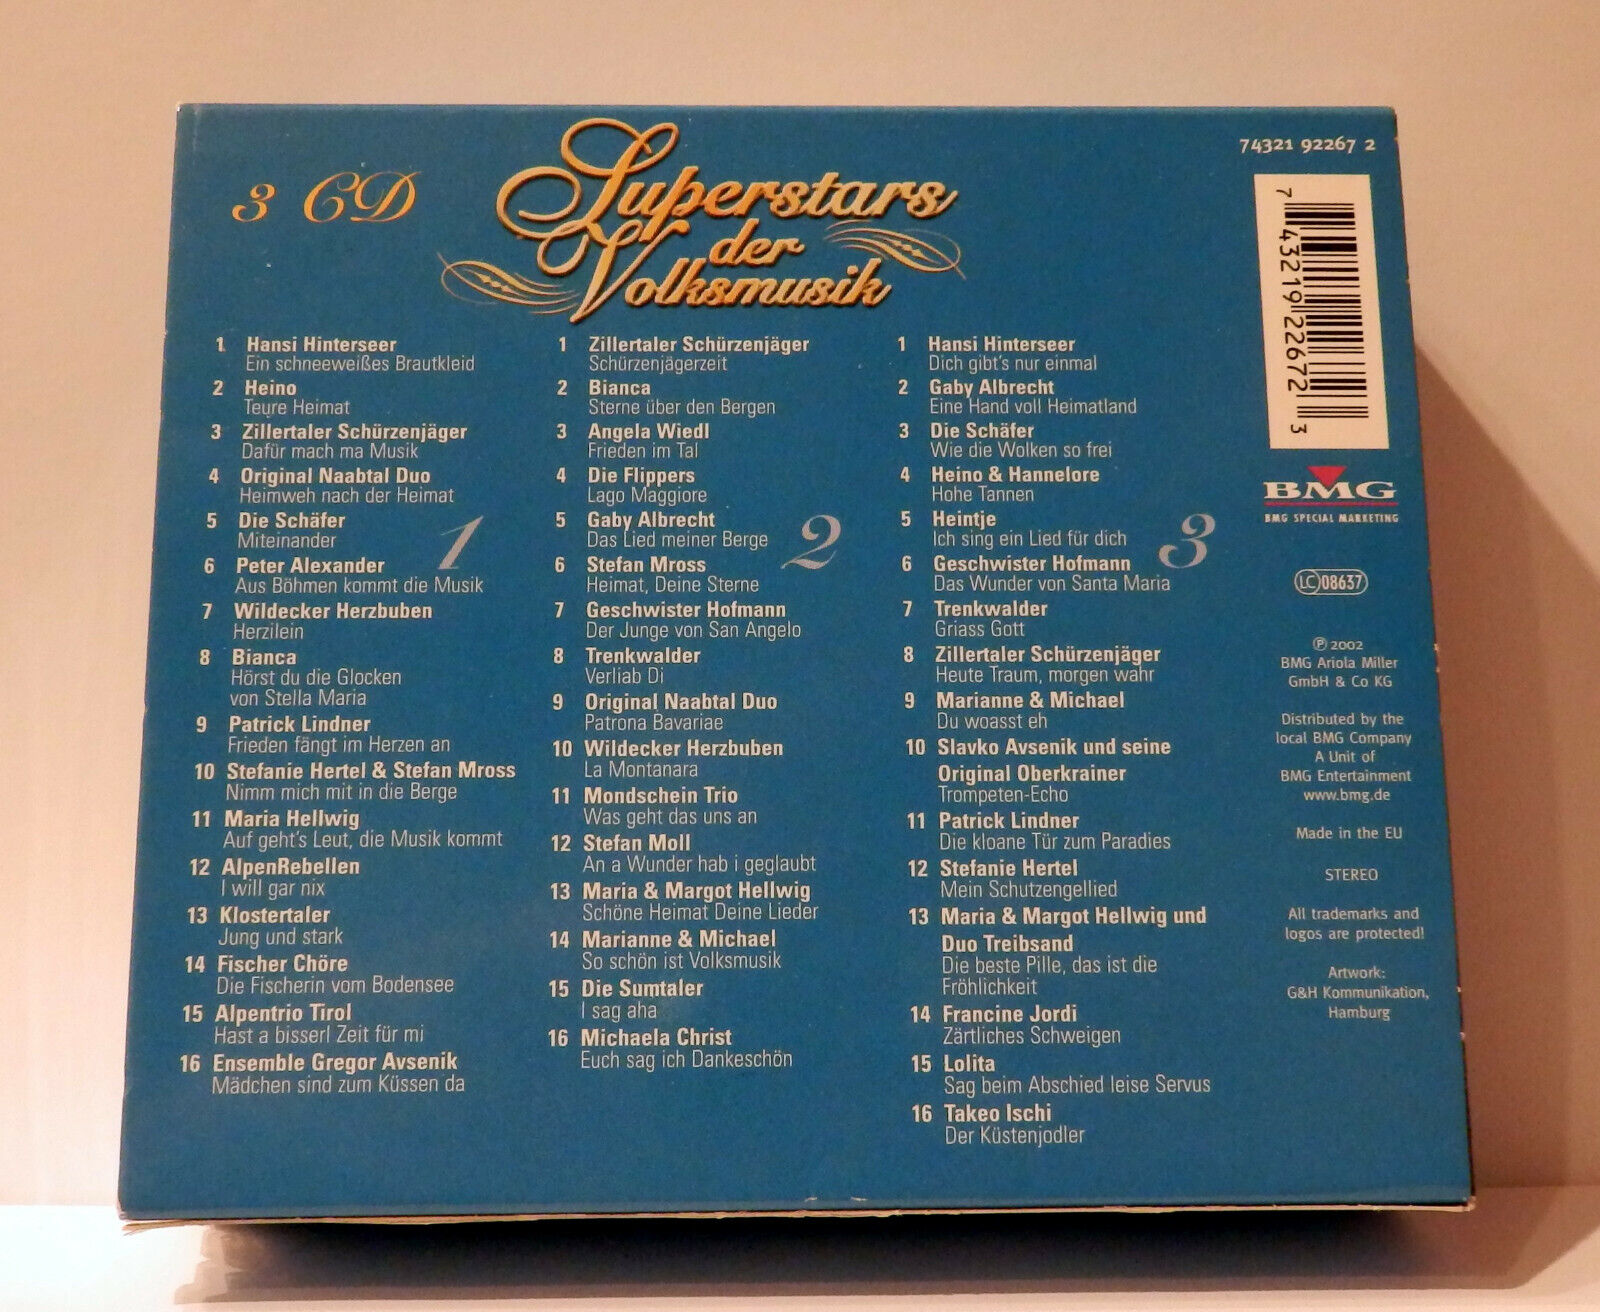 3 CD
Superstars
der
Volksmusik
74321 92267 2
7 43219 22672 3
1 Hansi Hinterseer
Ein schneeweißes Brautkleid
2 Heino
Teure Heimat
3 Zillertaler Schürzenjäger
Dafür mach ma Musik
4 Original Naabtal Duo
Heimweh nach der Heimat
5 Die Schäfer
Miteinander
6 Peter Alexander
Aus Böhmen kommt die Musik
7 Wildecker Herzbuben
Herzilein
8 Bianca
Hörst du die Glocken
von Stella Maria
9 Patrick Lindner
Frieden fängt im Herzen an
10 Stefanie Hertel & Stefan Mross
Nimm mich mit in die Berge
11 Maria Hellwig
Auf geht's Leut, die Musik kommt
12 AlpenRebellen
I will gar nix
13 Klostertaler
Jung und stark
14 Fischer Chöre
Die Fischerin vom Bodensee
15 Alpentrio Tirol
Hast a bisserl Zeit für mi
16 Ensemble Gregor Avsenik
Mädchen sind zum Küssen da
1
1 Zillertaler Schürzenjäger
Schürzenjägerzeit
2 Bianca
Sterne über den Bergen
3 Angela Wiedl
Frieden im Tal
4 Die Flippers
Lago Maggiore
5 Gaby Albrecht
Das Lied meiner Berge
6 Stefan Mross
Heimat, Deine Sterne
7 Geschwister Hofmann
Der Junge von San Angelo
8 Trenkwalder
Verliab Di
9 Original Naabtal Duo
Patrona Bavariae
10 Wildecker Herzbuben
La Montanara
11 Mondschein Trio
Was geht das uns an
12 Stefan Moll
An a Wunder hab i geglaubt
13 Maria & Margot Hellwig
Schöne Heimat Deine Lieder
14 Marianne & Michael
So schön ist Volksmusik
15 Die Sumtaler
I sag aha
16 Michaela Christ
Euch sag ich Dankeschön
2
1 Hansi Hinterseer
Dich gibt's nur einmal
2 Gaby Albrecht
Eine Hand voll Heimatland
3 Die Schäfer
Wie die Wolken so frei
4 Heino & Hannelore
Hohe Tannen
5 Heintje
Ich sing ein Lied für dich
6 Geschwister Hofmann
Das Wunder von Santa Maria
7 Trenkwalder
Griass Gott
8 Zillertaler Schürzenjäger
Heute Traum, morgen wahr
9 Marianne & Michael
Du woasst eh
10 Slavko Avsenik und seine
Original Oberkrainer
Trompeten-Echo
11 Patrick Lindner
Die kloane Tür zum Paradies
12 Stefanie Hertel
Mein Schutzengellied
13 Maria & Margot Hellwig und
Duo Treibsand
Die beste Pille, das ist die
Fröhlichkeit
14 Francine Jordi
Zärtliches Schweigen
15 Lolita
Sag beim Abschied leise Servus
16 Takeo Ischi
Der Küstenjodler
3
BMG
BMG SPECIAL MARKETING
LC 08637
℗ 2002
BMG Ariola Miller
GmbH & Co KG
Distributed by the
local BMG Company
A Unit of
BMG Entertainment
www.bmg.de
Made in the EU
STEREO
All trademarks and
logos are protected!
Artwork:
G&H Kommunikation,
Hamburg